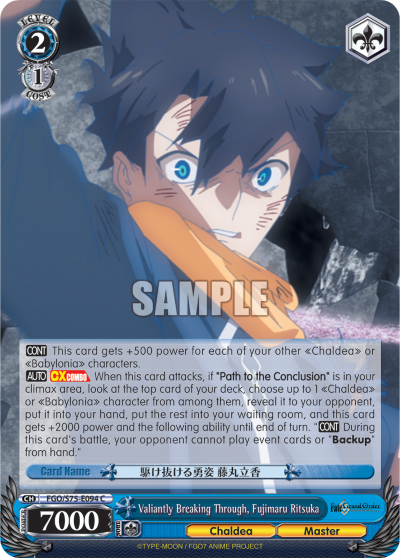 LEVEL
2
1
COST
SAMPLE
CONT This card gets +500 power for each of your other «Chaldea» or
«Babylonia» characters.
AUTO CXCOMBO When this card attacks, if "Path to the Conclusion" is in your
climax area, look at the top card of your deck, choose up to 1 «Chaldea»
or «Babylonia» character from among them, reveal it to your opponent,
put it into your hand, put the rest into your waiting room, and this card
gets +2000 power and the following ability until end of turn. "CONT During
this card's battle, your opponent cannot play event cards or "Backup"
from hand."
Card Name 駆け抜ける勇姿 藤丸立香
CH FGO/S75-E094 C
Valiantly Breaking Through, Fujimaru Ritsuka
7000
Chaldea Master
©TYPE-MOON / FGO7 ANIME PROJECT